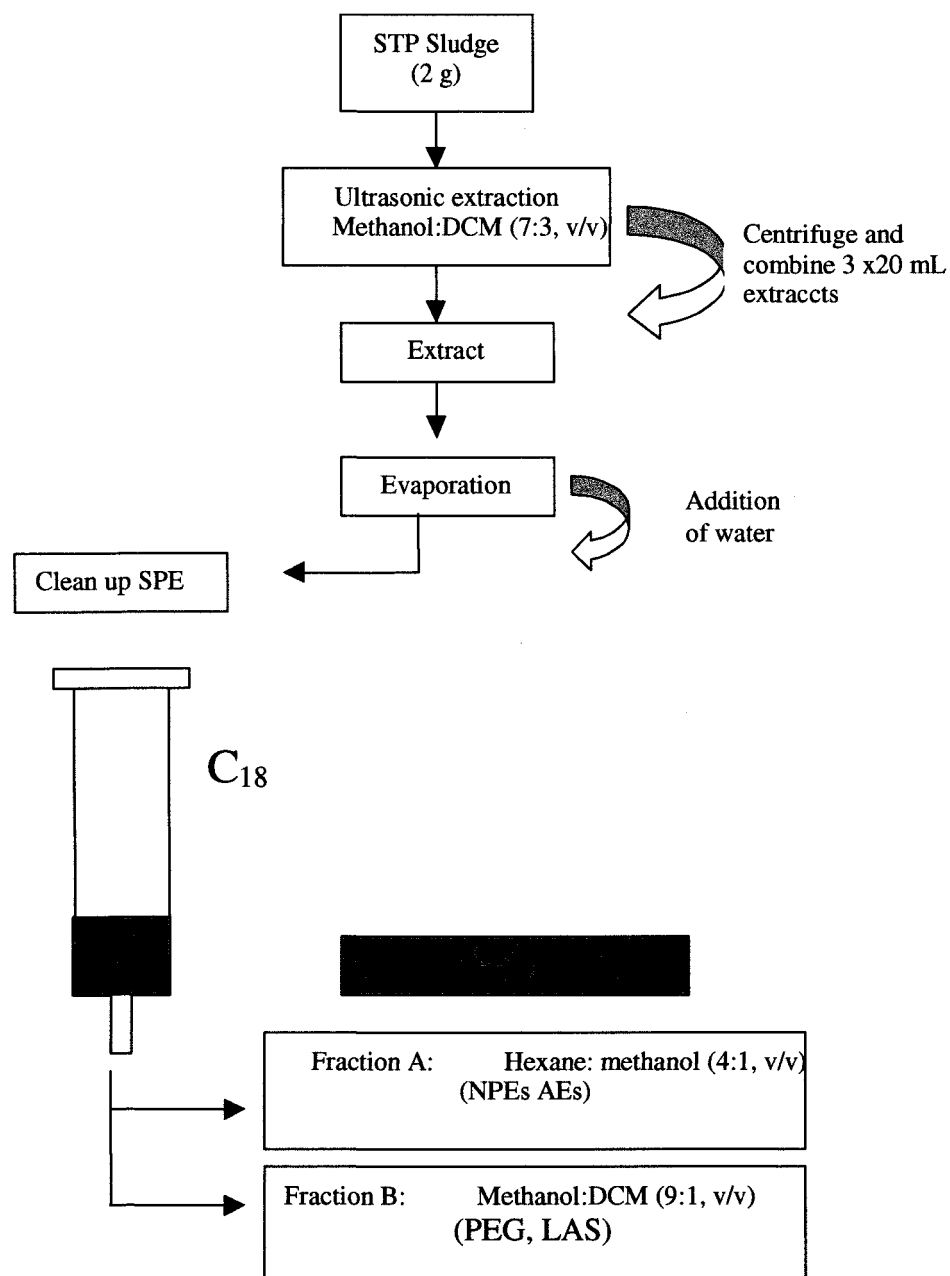 STP Sludge
(2 g)
Ultrasonic extraction
Methanol:DCM (7:3, v/v)
Centrifuge and
combine 3 x20 mL
extraccts
Extract
Evaporation
Addition
of water
Clean up SPE
C18
Fraction A: Hexane: methanol (4:1, v/v)
(NPEs AEs)
Fraction B: Methanol:DCM (9:1, v/v)
(PEG, LAS)